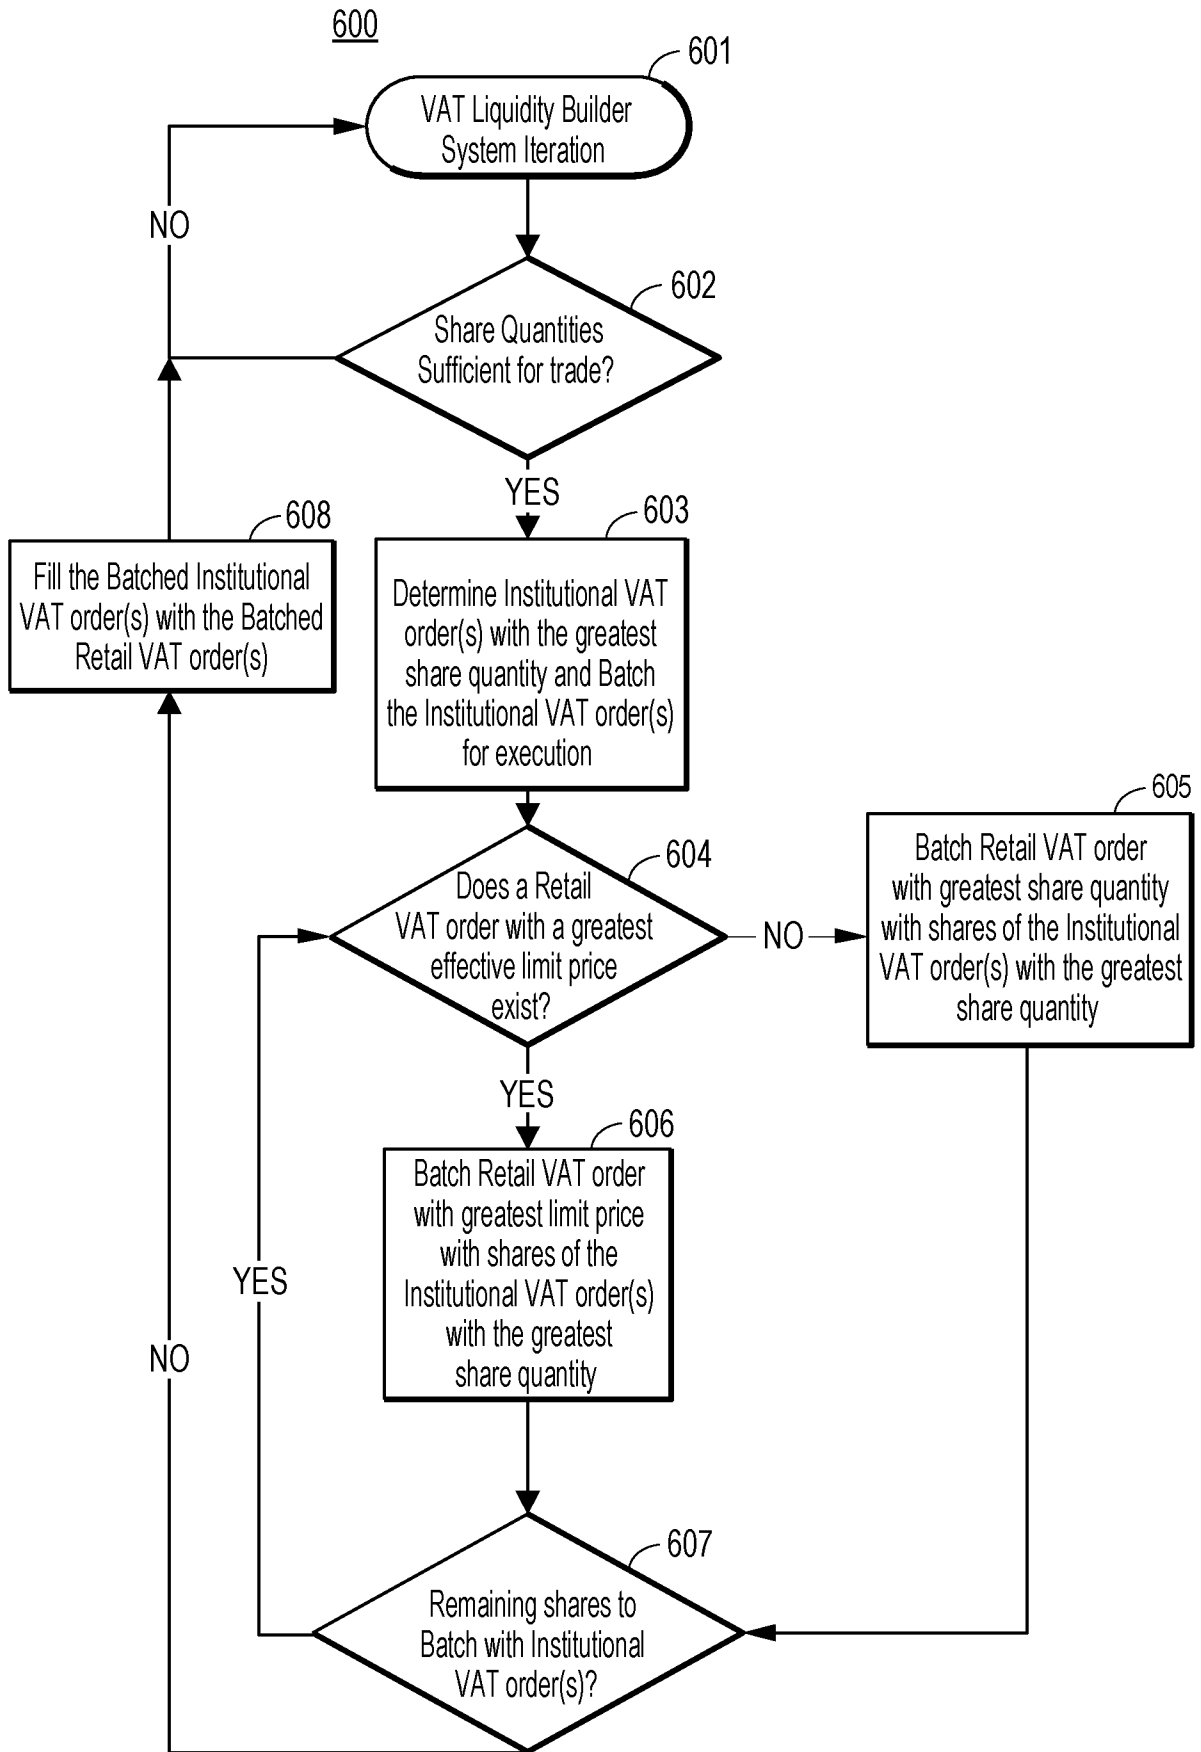 600
601
VAT Liquidity Builder
System Iteration
NO
602
Share Quantities
Sufficient for trade?
YES
608
Fill the Batched Institutional
VAT order(s) with the Batched
Retail VAT order(s)
603
Determine Institutional VAT
order(s) with the greatest
share quantity and Batch
the Institutional VAT order(s)
for execution
604
Does a Retail
VAT order with a greatest
effective limit price
exist?
NO
605
Batch Retail VAT order
with greatest share quantity
with shares of the Institutional
VAT order(s) with the greatest
share quantity
YES
606
Batch Retail VAT order
with greatest limit price
with shares of the
Institutional VAT order(s)
with the greatest
share quantity
YES
NO
607
Remaining shares to
Batch with Institutional
VAT order(s)?